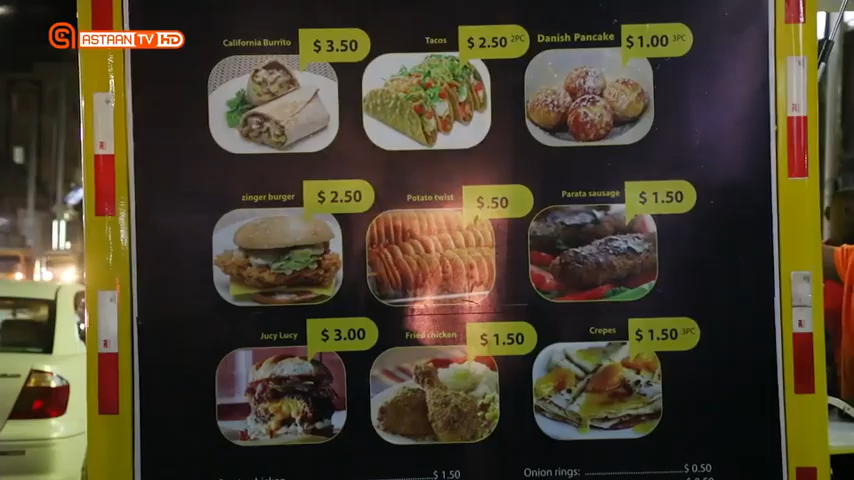 ASTAAN TV HD
California Burrito
$ 3.50
Tacos
$ 2.50 2PC
Danish Pancake
$ 1.00 3PC
zinger burger
$ 2.50
Potato twist
$ .50
Parata sausage
$ 1.50
Jucy Lucy
$ 3.00
Fried chicken
$ 1.50
Crepes
$ 1.50 3PC
$ 1.50
Onion rings: $ 0.50